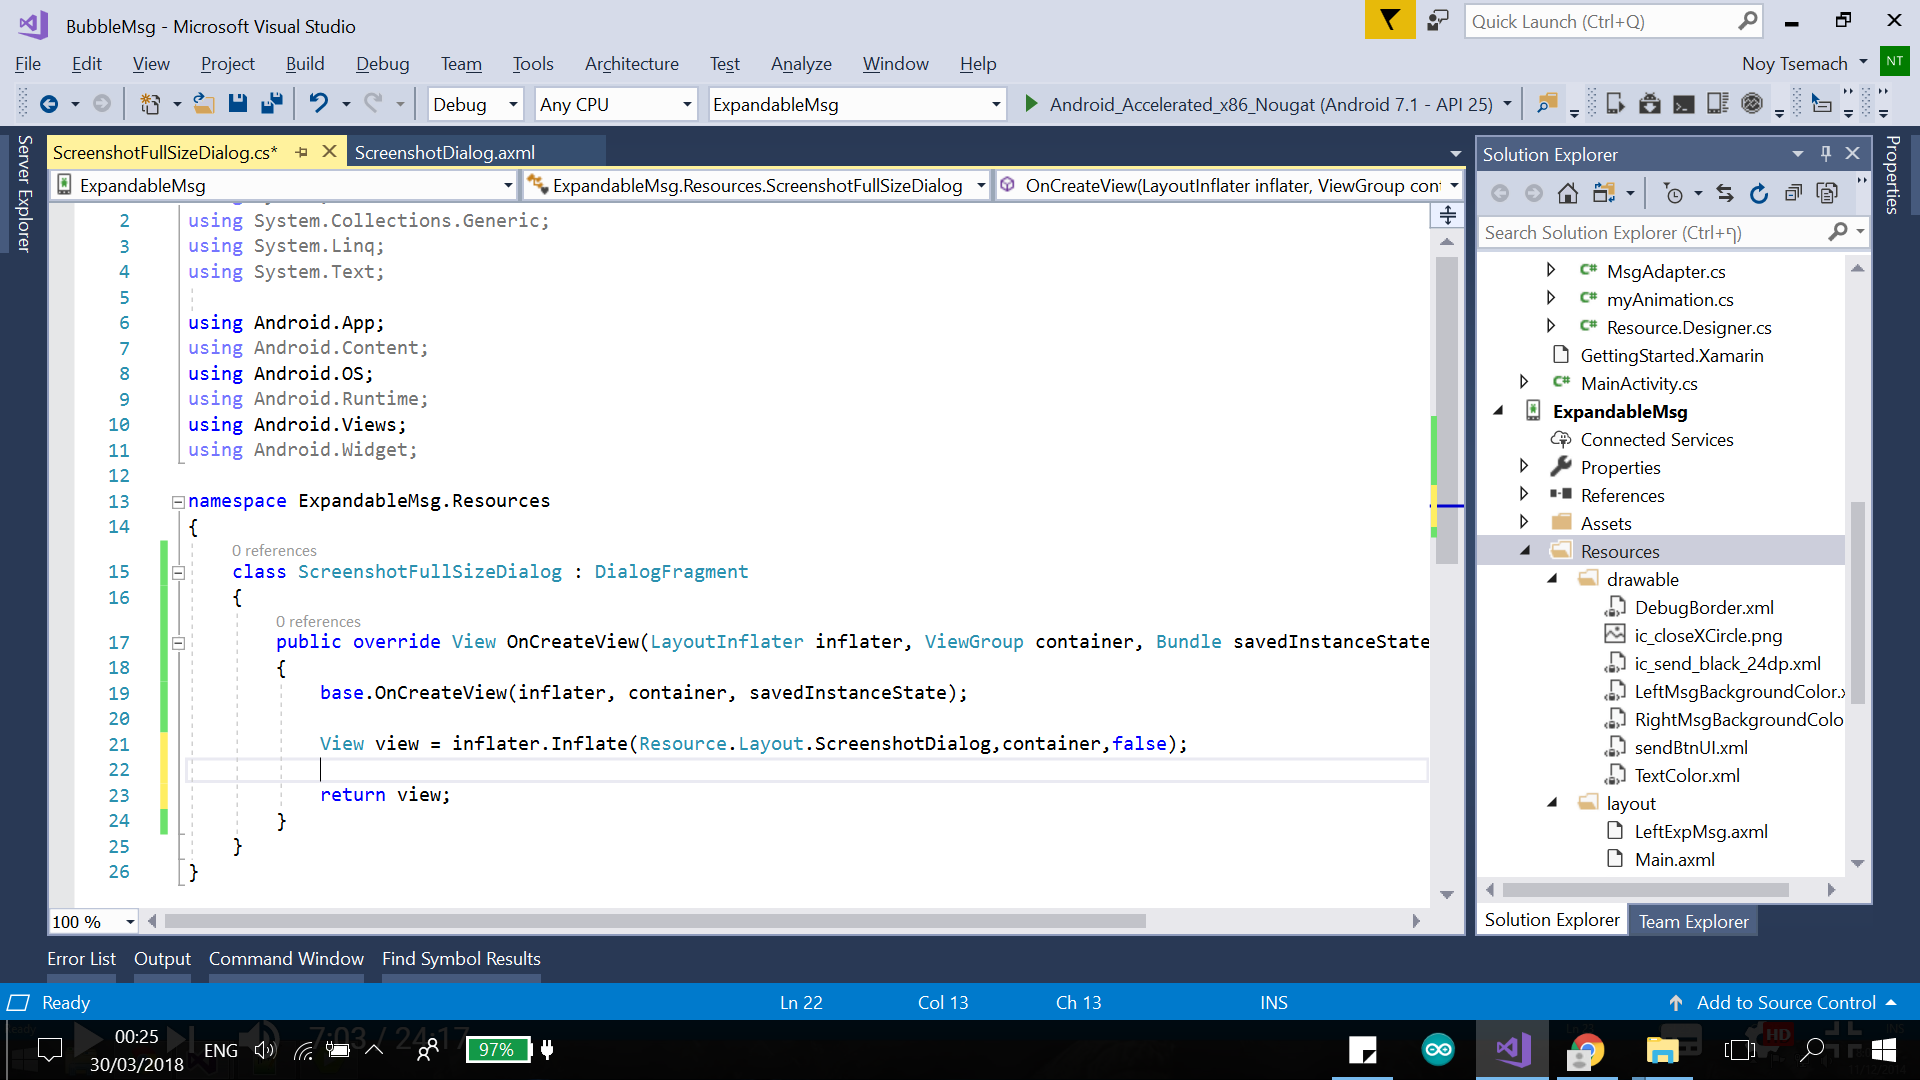 BubbleMsg - Microsoft Visual Studio
Quick Launch (Ctrl+Q)
File Edit View Project Build Debug Team Tools Architecture Test Analyze Window Help
Noy Tsemach NT
Debug Any CPU ExpandableMsg Android_Accelerated_x86_Nougat (Android 7.1 - API 25)
Server Explorer
ScreenshotFullSizeDialog.cs* ScreenshotDialog.axml
ExpandableMsg ExpandableMsg.Resources.ScreenshotFullSizeDialog OnCreateView(LayoutInflater inflater, ViewGroup con
2 using System.Collections.Generic;
3 using System.Linq;
4 using System.Text;
5
6 using Android.App;
7 using Android.Content;
8 using Android.OS;
9 using Android.Runtime;
10 using Android.Views;
11 using Android.Widget;
12
13 namespace ExpandableMsg.Resources
14 {
0 references
15 class ScreenshotFullSizeDialog : DialogFragment
16 {
0 references
17 public override View OnCreateView(LayoutInflater inflater, ViewGroup container, Bundle savedInstanceState
18 {
19 base.OnCreateView(inflater, container, savedInstanceState);
20
21 View view = inflater.Inflate(Resource.Layout.ScreenshotDialog,container,false);
22
23 return view;
24 }
25 }
26 }
100 %
Solution Explorer
Search Solution Explorer (Ctrl+ף)
C# MsgAdapter.cs
C# myAnimation.cs
C# Resource.Designer.cs
GettingStarted.Xamarin
C# MainActivity.cs
ExpandableMsg
Connected Services
Properties
References
Assets
Resources
drawable
DebugBorder.xml
ic_closeXCircle.png
ic_send_black_24dp.xml
LeftMsgBackgroundColor.x
RightMsgBackgroundColo
sendBtnUI.xml
TextColor.xml
layout
LeftExpMsg.axml
Main.axml
Solution Explorer Team Explorer
Properties
Error List Output Command Window Find Symbol Results
Ready Ln 22 Col 13 Ch 13 INS Add to Source Control
00:25
30/03/2018
ENG
7:03 / 24:17
97%
HD